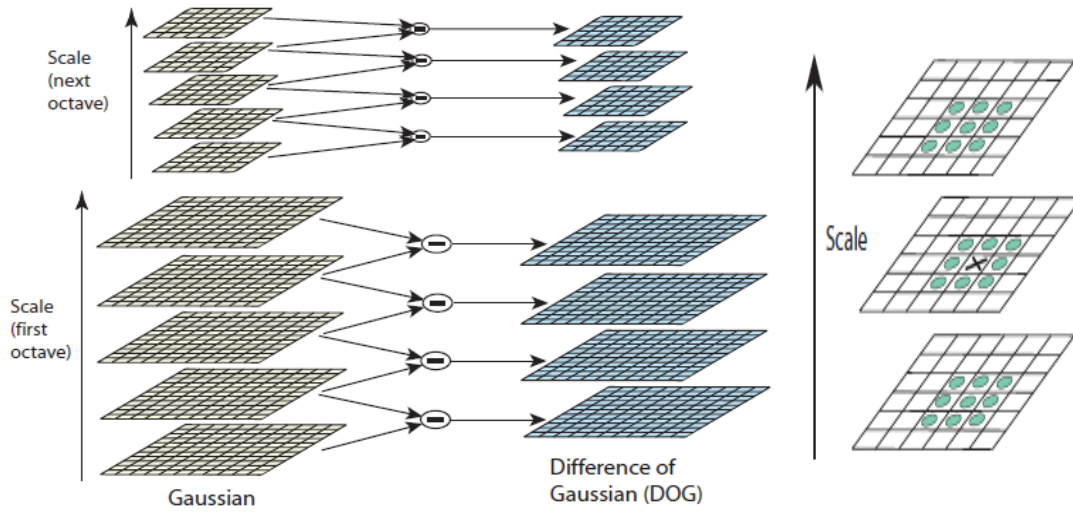 Scale
(next
octave)
Scale
(first
octave)
Gaussian
Difference of
Gaussian (DOG)
Scale